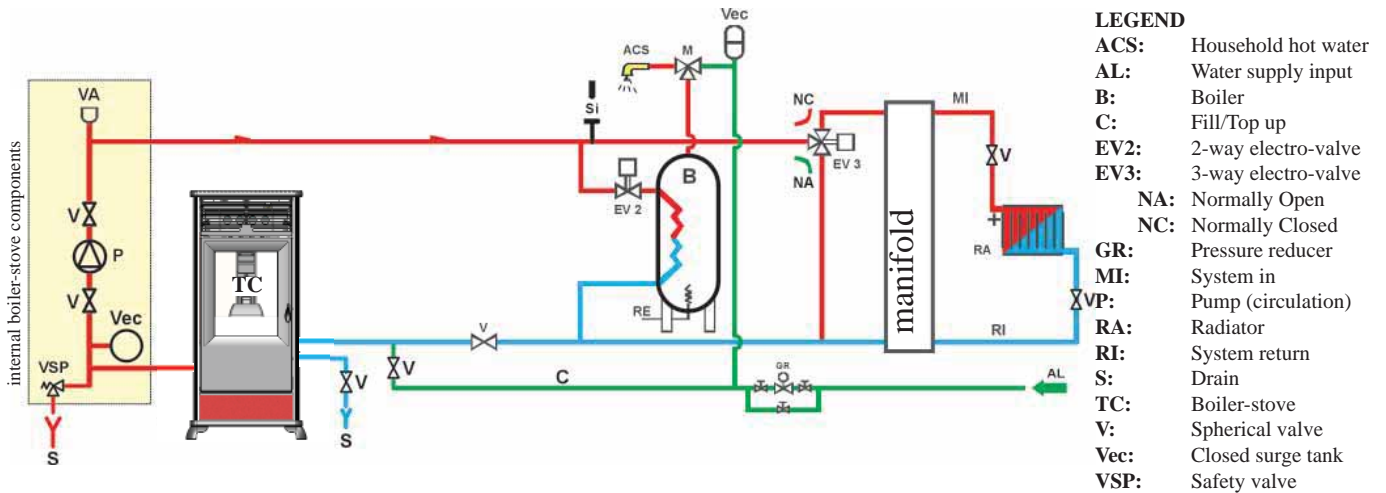 internal boiler-stove components
VA
V
P
V
Vec
VSP
S
TC
V
S
Si
ACS
M
Vec
EV 2
B
RE
V
V
C
GR
AL
NC
EV 3
NA
manifold
MI
V
+
RA
V
RI
LEGEND
ACS: Household hot water
AL: Water supply input
B: Boiler
C: Fill/Top up
EV2: 2-way electro-valve
EV3: 3-way electro-valve
NA: Normally Open
NC: Normally Closed
GR: Pressure reducer
MI: System in
P: Pump (circulation)
RA: Radiator
RI: System return
S: Drain
TC: Boiler-stove
V: Spherical valve
Vec: Closed surge tank
VSP: Safety valve